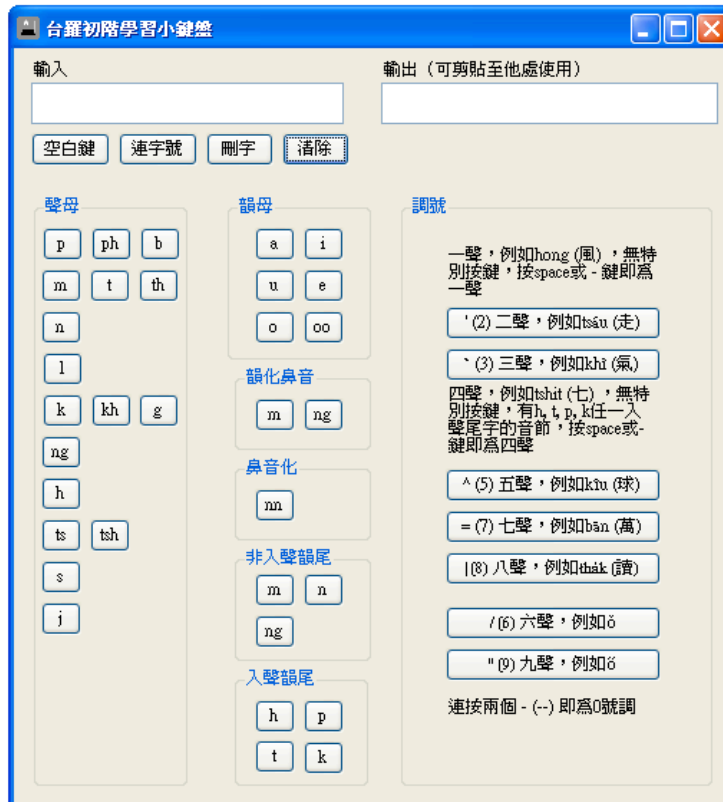 台羅初階學習小鍵盤
輸入
輸出（可剪貼至他處使用）
空白鍵 連字號 刪字 清除
聲母
p ph b
m t th
n
l
k kh g
ng
h
ts tsh
s
j
韻母
a i
u e
o oo
韻化鼻音
m ng
鼻音化
nn
非入聲韻尾
m n
ng
入聲韻尾
h p
t k
調號
一聲，例如hong (風) ，無特
別按鍵，按space或 - 鍵即為
一聲
' (2) 二聲，例如tsáu (走)
` (3) 三聲，例如khì (氣)
四聲，例如tshit (七) ，無特
別按鍵，有h, t, p, k任一入
聲尾字的音節，按space或-
鍵即為四聲
^ (5) 五聲，例如kîu (球)
= (7) 七聲，例如bān (萬)
| (8) 八聲，例如tha̍k (讀)
/ (6) 六聲，例如ǒ
" (9) 九聲，例如ő
連按兩個 - (--) 即為0號調